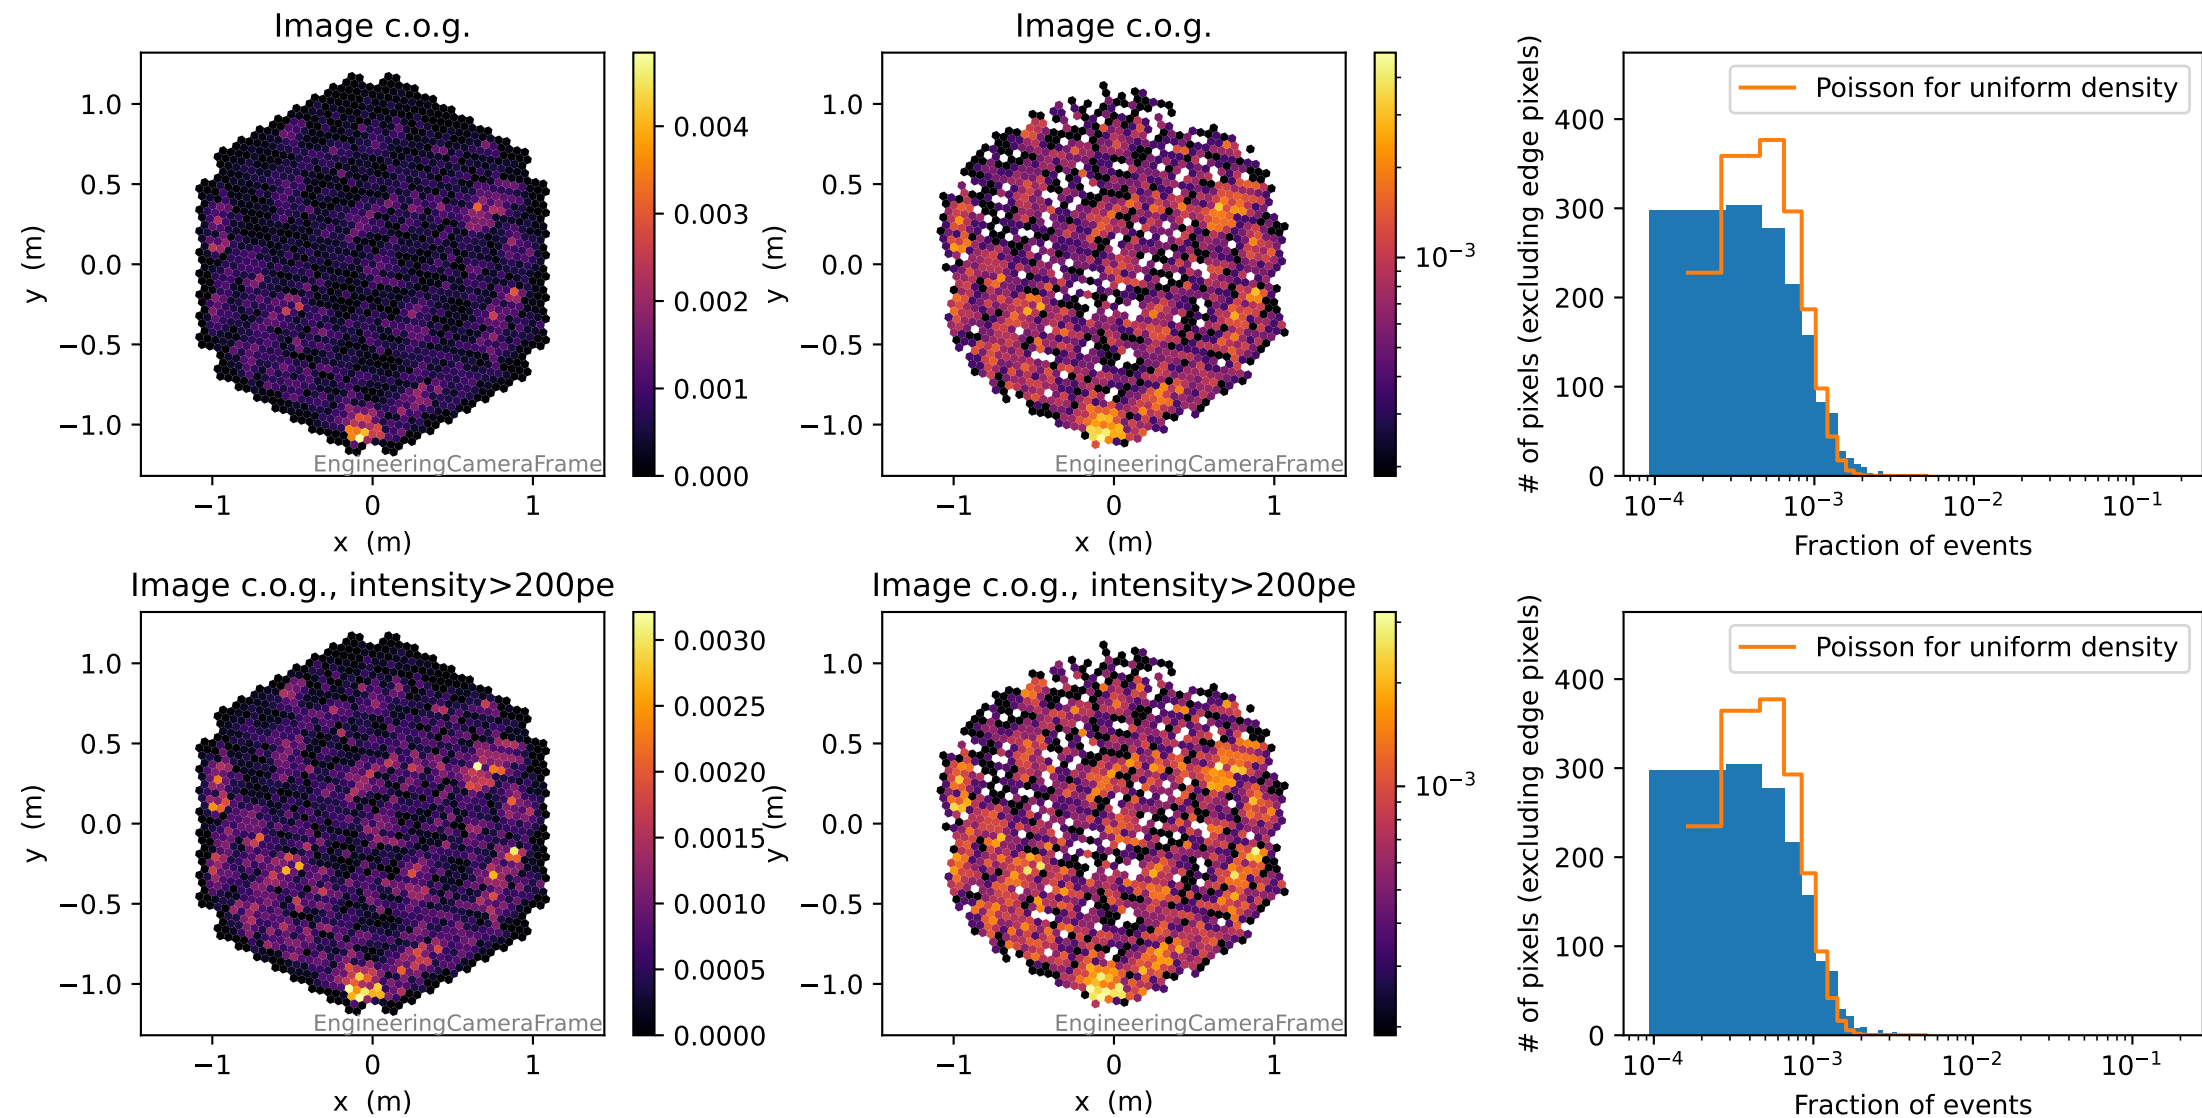 Image c.o.g.
1.0
0.5
0.0
−0.5
−1.0
y (m)
−1 0 1
x (m)
EngineeringCameraFrame
0.004
0.003
0.002
0.001
0.000
Image c.o.g.
1.0
0.5
0.0
−0.5
−1.0
y (m)
−1 0 1
x (m)
EngineeringCameraFrame
10−3
# of pixels (excluding edge pixels)
400
300
200
100
0
Poisson for uniform density
10−4 10−3 10−2 10−1
Fraction of events
Image c.o.g., intensity>200pe
1.0
0.5
0.0
−0.5
−1.0
y (m)
−1 0 1
x (m)
EngineeringCameraFrame
0.0030
0.0025
0.0020
0.0015
0.0010
0.0005
0.0000
Image c.o.g., intensity>200pe
1.0
0.5
0.0
−0.5
−1.0
y (m)
−1 0 1
x (m)
EngineeringCameraFrame
10−3
# of pixels (excluding edge pixels)
400
300
200
100
0
Poisson for uniform density
10−4 10−3 10−2 10−1
Fraction of events